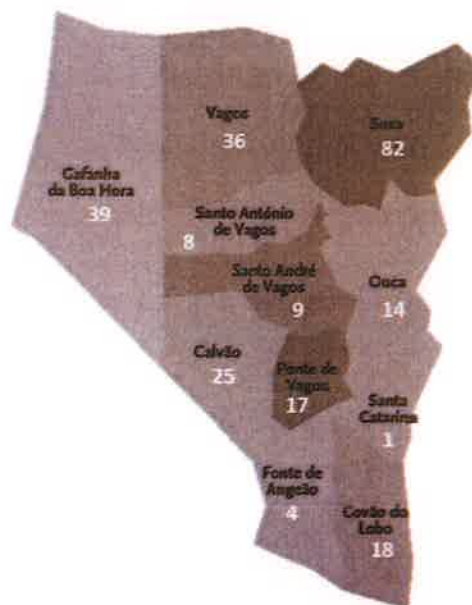 Vagos
36
Soza
82
Gafanha
da Boa Hora
39
Santo António
de Vagos
8
Santo André
de Vagos
9
Ouca
14
Calvão
25
Ponte de
Vagos
17
Santa
Catarina
1
Fonte de
Angeão
4
Covão do
Lobo
18